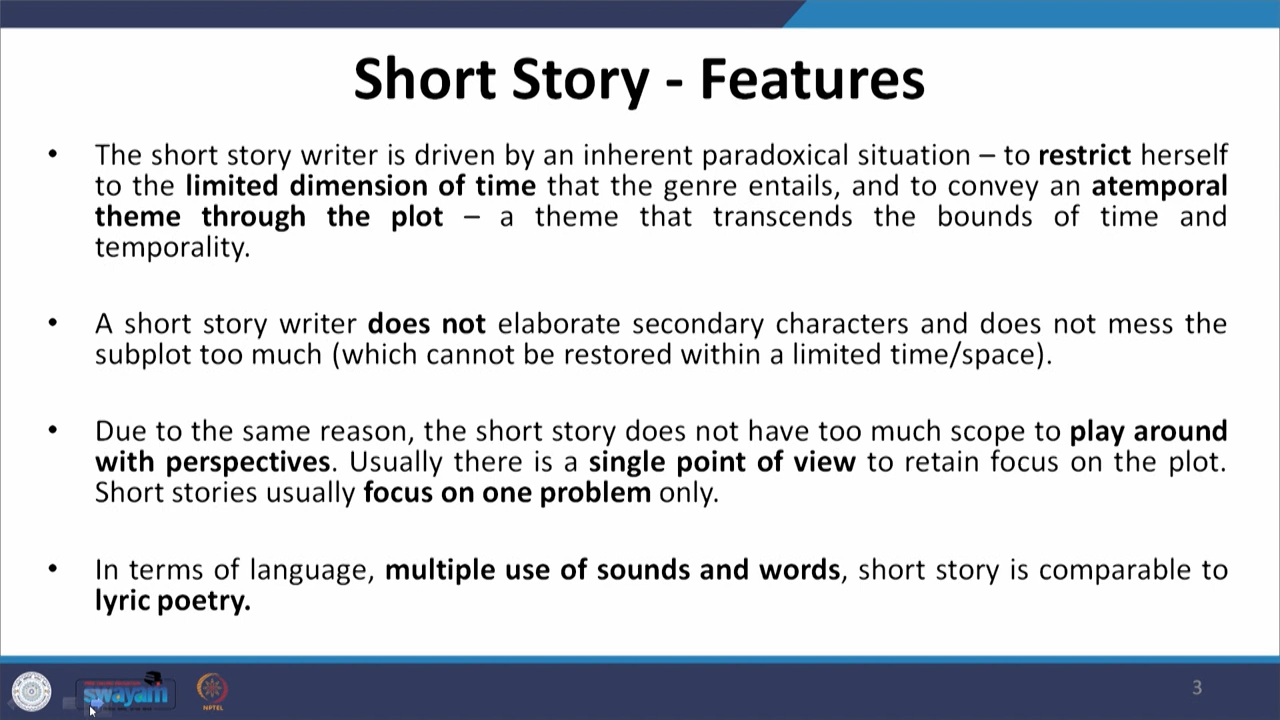 Short Story - Features
• The short story writer is driven by an inherent paradoxical situation – to restrict herself
to the limited dimension of time that the genre entails, and to convey an atemporal
theme through the plot – a theme that transcends the bounds of time and
temporality.
• A short story writer does not elaborate secondary characters and does not mess the
subplot too much (which cannot be restored within a limited time/space).
• Due to the same reason, the short story does not have too much scope to play around
with perspectives. Usually there is a single point of view to retain focus on the plot.
Short stories usually focus on one problem only.
• In terms of language, multiple use of sounds and words, short story is comparable to
lyric poetry.
swayam
NPTEL
3